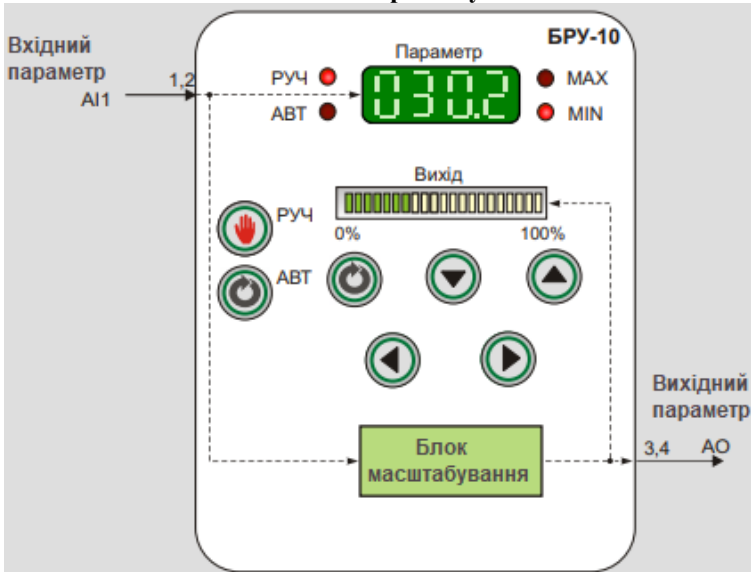 БРУ-10
Вхідний
параметр
AI1
1,2
Параметр
РУЧ
АВТ
030.2
MAX
MIN
Вихід
0%
100%
РУЧ
АВТ
Блок
масштабування
Вихідний
параметр
3,4
АО